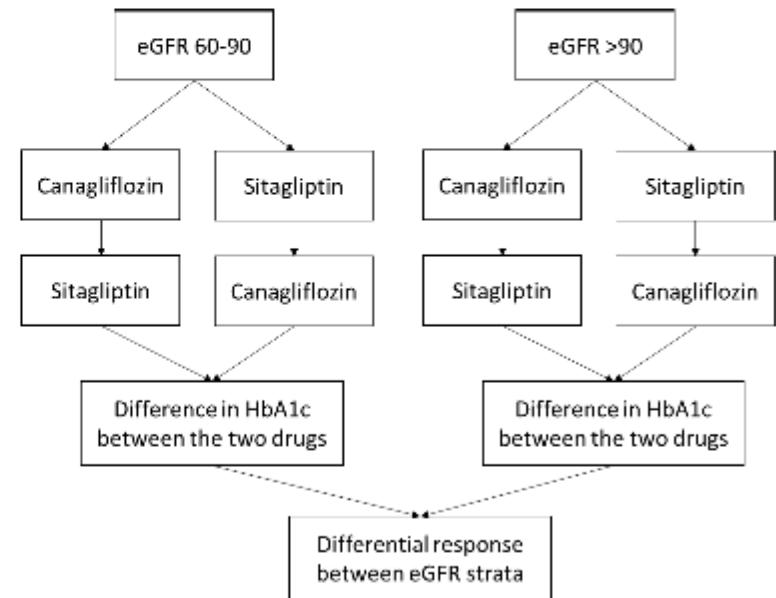 eGFR 60-90
eGFR >90
Canagliflozin
Sitagliptin
Canagliflozin
Sitagliptin
Sitagliptin
Canagliflozin
Sitagliptin
Canagliflozin
Difference in HbA1c
between the two drugs
Difference in HbA1c
between the two drugs
Differential response
between eGFR strata